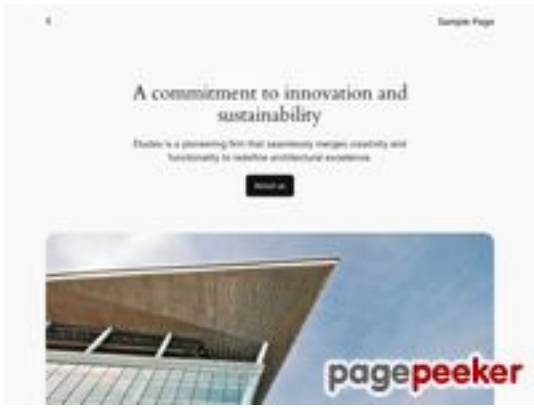 Sample Page
A commitment to innovation and
sustainability
Études is a pioneering firm that seamlessly merges creativity and
functionality to redefine architectural excellence.
About us
pagepeeker